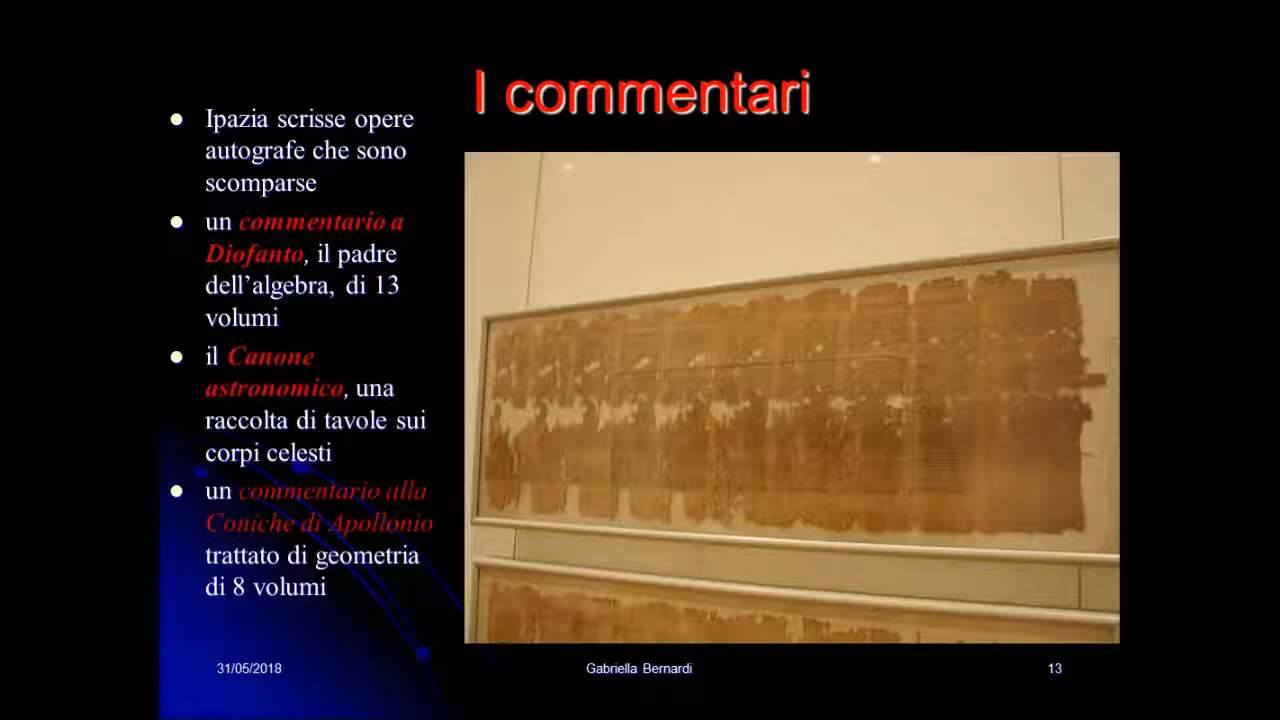 I commentari
Ipazia scrisse opere
autografe che sono
scomparse
un commentario a
Diofanto, il padre
dell’algebra, di 13
volumi
il Canone
astronomico, una
raccolta di tavole sui
corpi celesti
un commentario alla
Coniche di Apollonio
trattato di geometria
di 8 volumi
31/05/2018
Gabriella Bernardi
13